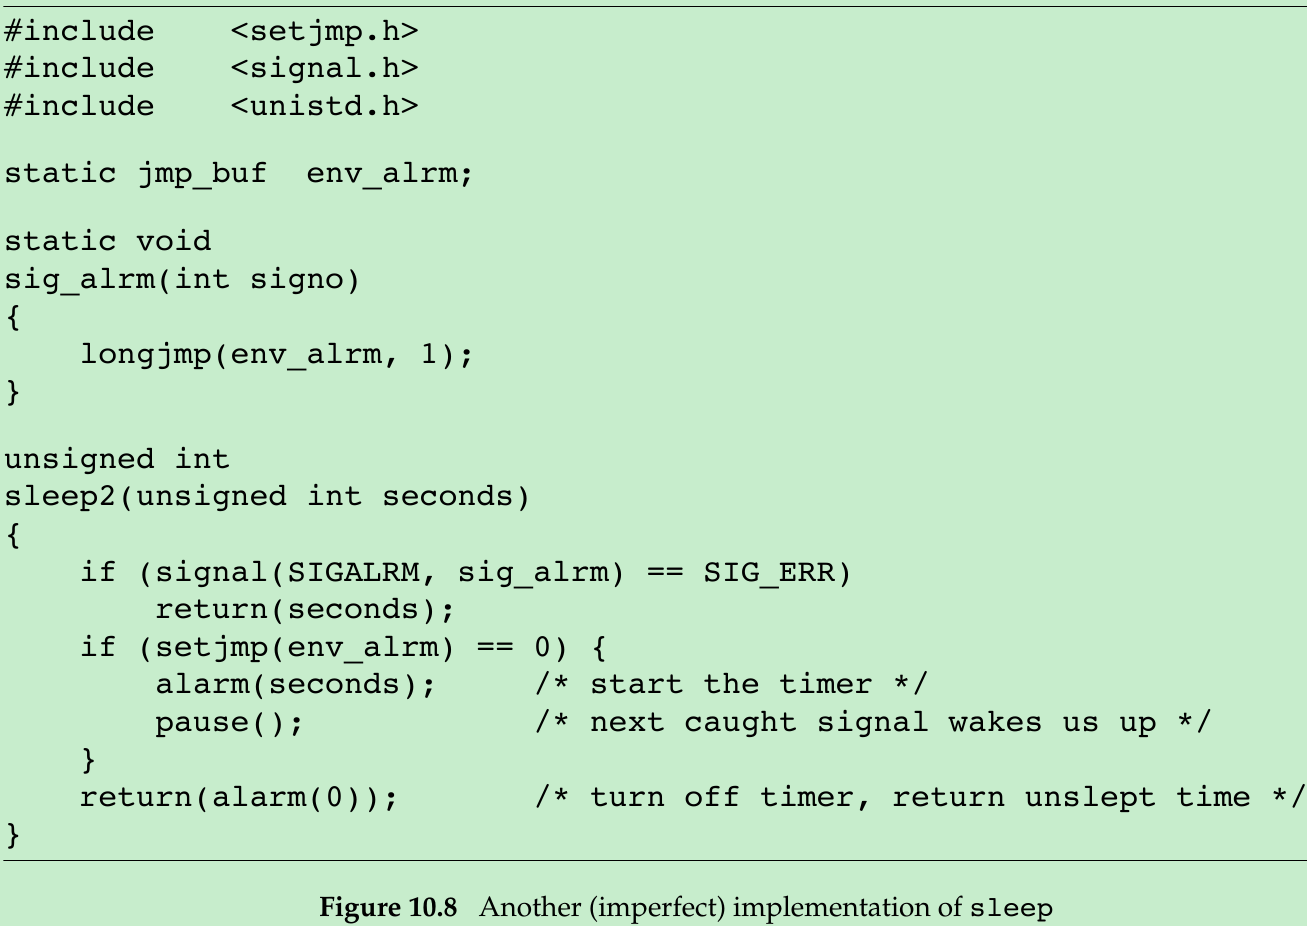 #include    <setjmp.h>
#include    <signal.h>
#include    <unistd.h>

static jmp_buf  env_alrm;

static void
sig_alrm(int signo)
{
    longjmp(env_alrm, 1);
}

unsigned int
sleep2(unsigned int seconds)
{
    if (signal(SIGALRM, sig_alrm) == SIG_ERR)
        return(seconds);
    if (setjmp(env_alrm) == 0) {
        alarm(seconds);     /* start the timer */
        pause();            /* next caught signal wakes us up */
    }
    return(alarm(0));       /* turn off timer, return unslept time */
}

Figure 10.8 Another (imperfect) implementation of sleep